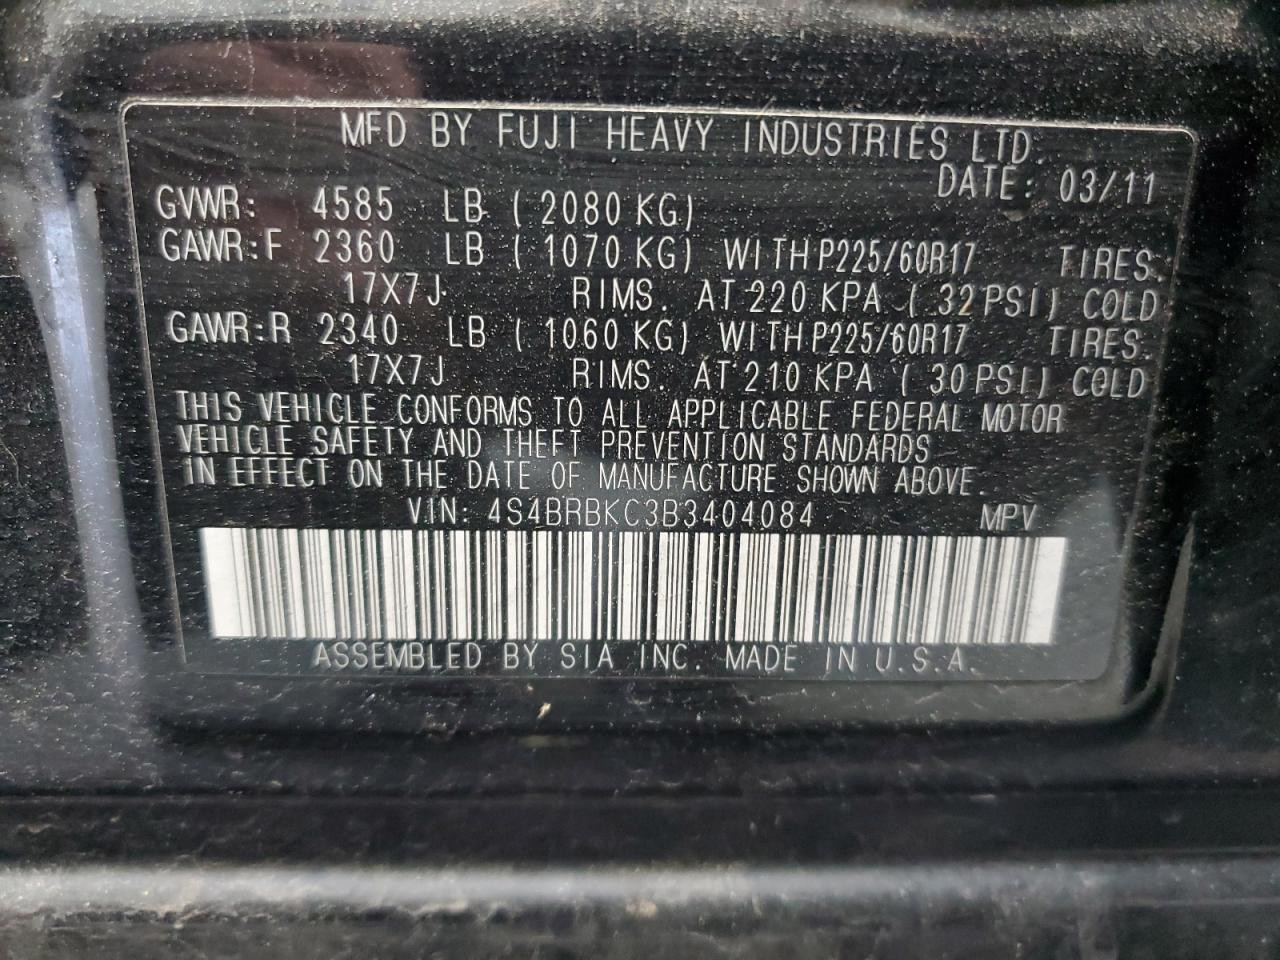 MFD BY FUJI HEAVY INDUSTRIES LTD.
DATE: 03/11
GVWR: 4585 LB (2080 KG)
GAWR:F 2360 LB (1070 KG) WITH P225/60R17 TIRES.
17X7J RIMS. AT 220 KPA (32 PSI) COLD
GAWR:R 2340 LB (1060 KG) WITH P225/60R17 TIRES.
17X7J RIMS. AT 210 KPA (30 PSI) COLD
THIS VEHICLE CONFORMS TO ALL APPLICABLE FEDERAL MOTOR
VEHICLE SAFETY AND THEFT PREVENTION STANDARDS
IN EFFECT ON THE DATE OF MANUFACTURE SHOWN ABOVE.
VIN: 4S4BRBKC3B3404084 MPV
ASSEMBLED BY SIA INC. MADE IN U.S.A.